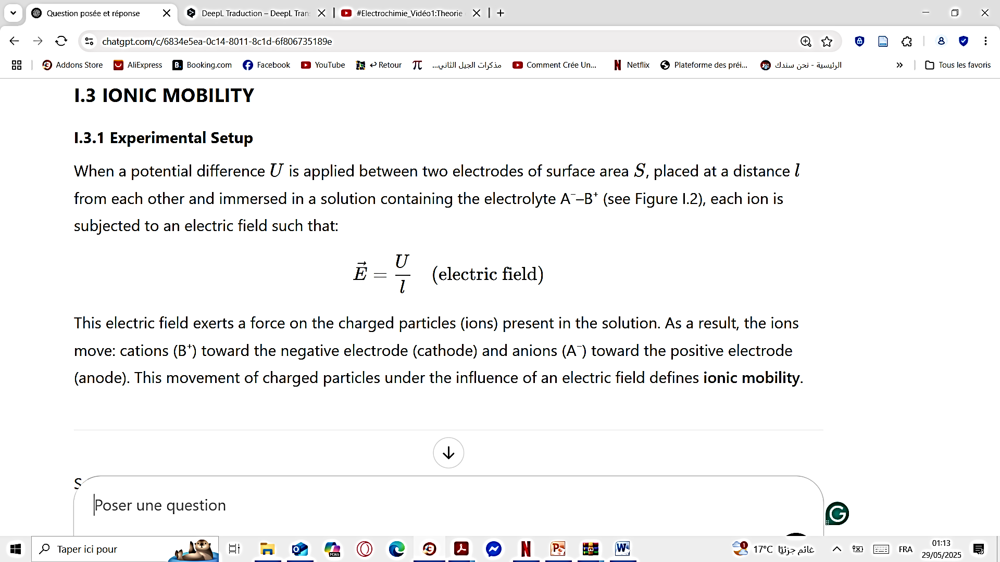 Question posée et réponse
DeepL Traduction – DeepL Tran
#Electrochimie_Vidéo1:Theorie
chatgpt.com/c/6834e5ea-0c14-8011-8c1d-6f806735189e
Addons Store AliExpress Booking.com Facebook YouTube Retour مذكرات الجيل الثاني... Comment Crée Un... Netflix Plateforme des préi... الرئيسية - نحن سندك Tous les favoris
I.3 IONIC MOBILITY
I.3.1 Experimental Setup
When a potential difference U is applied between two electrodes of surface area S, placed at a distance l
from each other and immersed in a solution containing the electrolyte A⁻–B⁺ (see Figure I.2), each ion is
subjected to an electric field such that:
$\vec{E} = \frac{U}{l}$ (electric field)
This electric field exerts a force on the charged particles (ions) present in the solution. As a result, the ions
move: cations (B⁺) toward the negative electrode (cathode) and anions (A⁻) toward the positive electrode
(anode). This movement of charged particles under the influence of an electric field defines ionic mobility.
Poser une question
Taper ici pour
17°C غائم جزئيًا
FRA
01:13
29/05/2025